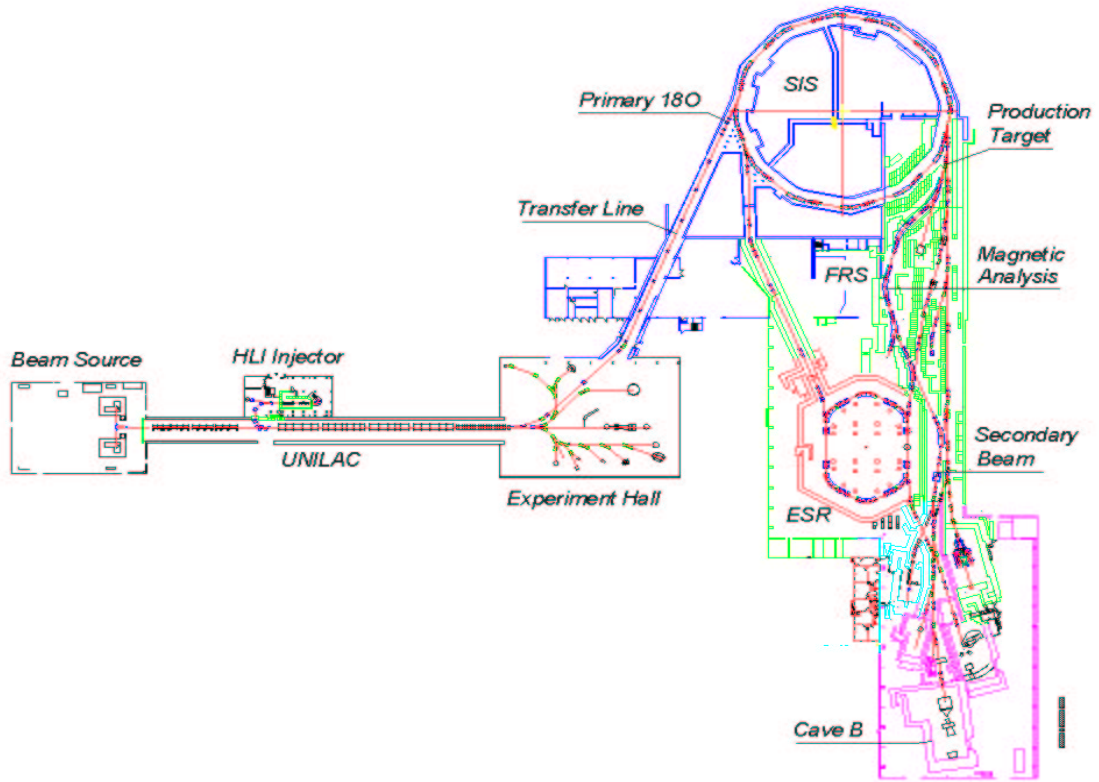 SIS
Primary 18O
Production
Target
Transfer Line
Magnetic
Analysis
FRS
Beam Source
HLI Injector
UNILAC
Experiment Hall
Secondary
Beam
ESR
Cave B